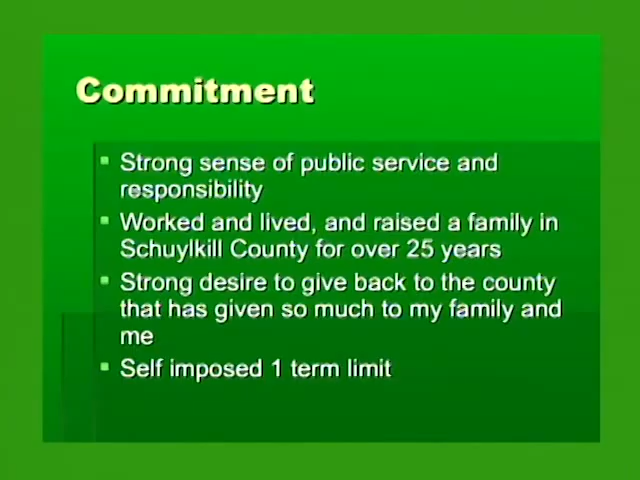 Commitment
Strong sense of public service and
responsibility
Worked and lived, and raised a family in
Schuylkill County for over 25 years
Strong desire to give back to the county
that has given so much to my family and
me
Self imposed 1 term limit